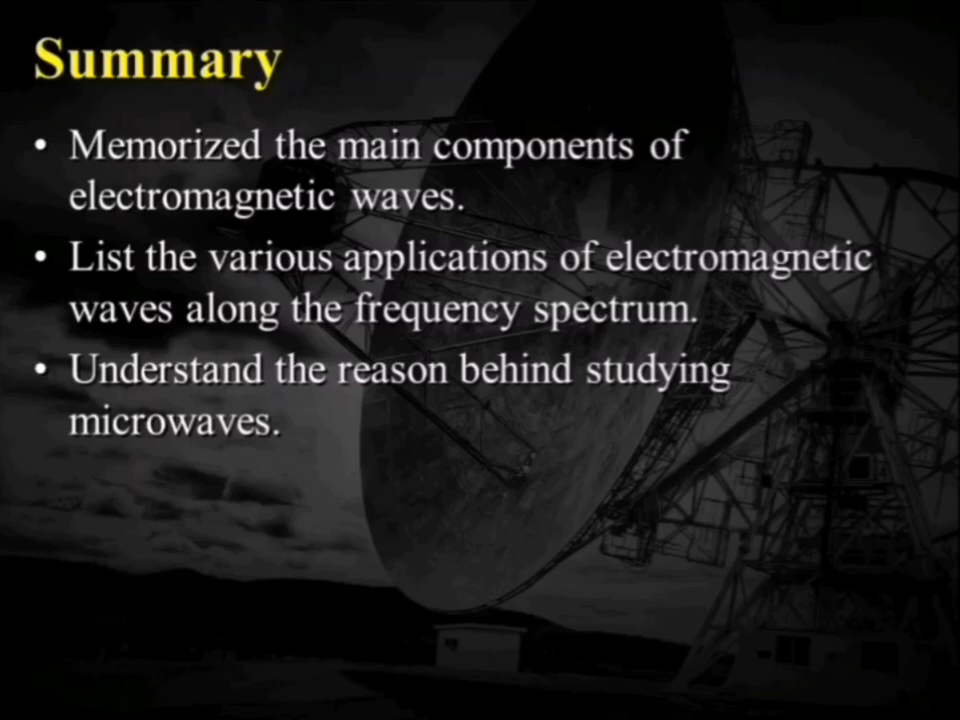 Summary
• Memorized the main components of
electromagnetic waves.
• List the various applications of electromagnetic
waves along the frequency spectrum.
• Understand the reason behind studying
microwaves.